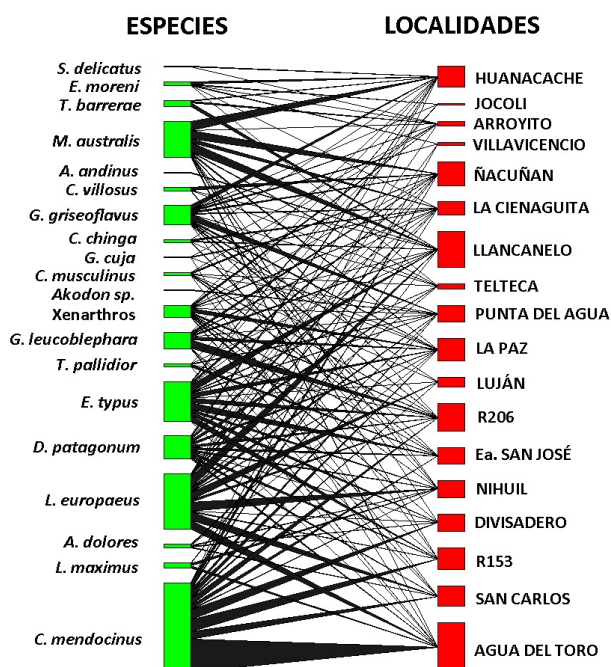 ESPECIES
LOCALIDADES
S. delicatus
E. moreni
T. barrerae
M. australis
A. andinus
C. villosus
G. griseoflavus
C. chinga
G. cuja
C. musculinus
Akodon sp.
Xenarthros
G. leucoblephara
T. pallidior
E. typus
D. patagonum
L. europaeus
A. dolores
L. maximus
C. mendocinus
HUANACACHE
JOCOLI
ARROYITO
VILLAVICENCIO
ÑACUÑAN
LA CIENAGUITA
LLANCANELO
TELTECA
PUNTA DEL AGUA
LA PAZ
LUJÁN
R206
Ea. SAN JOSÉ
NIHUIL
DIVISADERO
R153
SAN CARLOS
AGUA DEL TORO